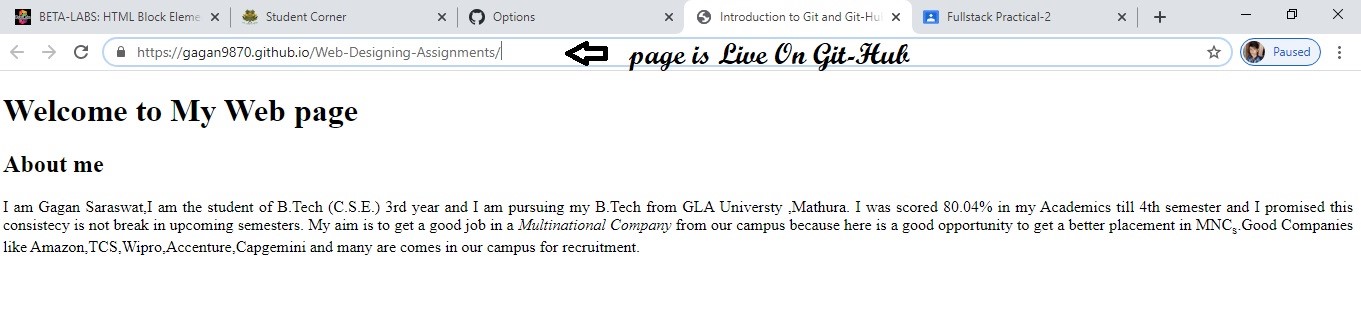 BETA-LABS: HTML Block Eleme
Student Corner
Options
Introduction to Git and Git-Hu
Fullstack Practical-2
https://gagan9870.github.io/Web-Designing-Assignments/
page is Live On Git-Hub
Paused
Welcome to My Web page
About me
I am Gagan Saraswat,I am the student of B.Tech (C.S.E.) 3rd year and I am pursuing my B.Tech from GLA Universty ,Mathura. I was scored 80.04% in my Academics till 4th semester and I promised this
consistecy is not break in upcoming semesters. My aim is to get a good job in a Multinational Company from our campus because here is a good opportunity to get a better placement in MNCs.Good Companies
like Amazon,TCS,Wipro,Accenture,Capgemini and many are comes in our campus for recruitment.